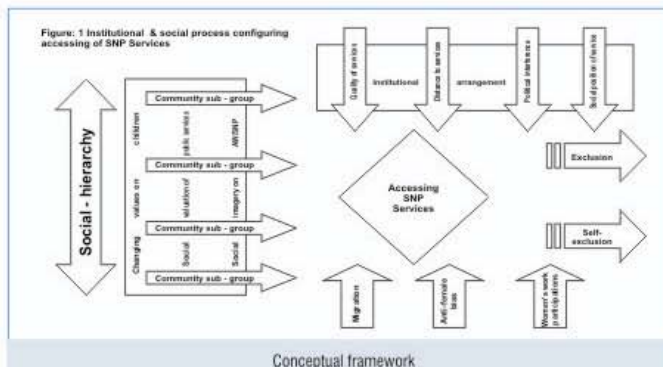 Figure: 1 Institutional & social process configuring
accessing of SNP Services
Social - hierarchy
Changing values on children
Social valuation of public services
Social imagery on AW/SNP
Community sub - group
Community sub - group
Community sub - group
Community sub - group
Institutional arrangement
Quality of services
Distance to services
Political interference
Social position of service
Accessing
SNP
Services
Exclusion
Self-
exclusion
Migration
Anti-female
bias
Women's work
participations
Conceptual framework